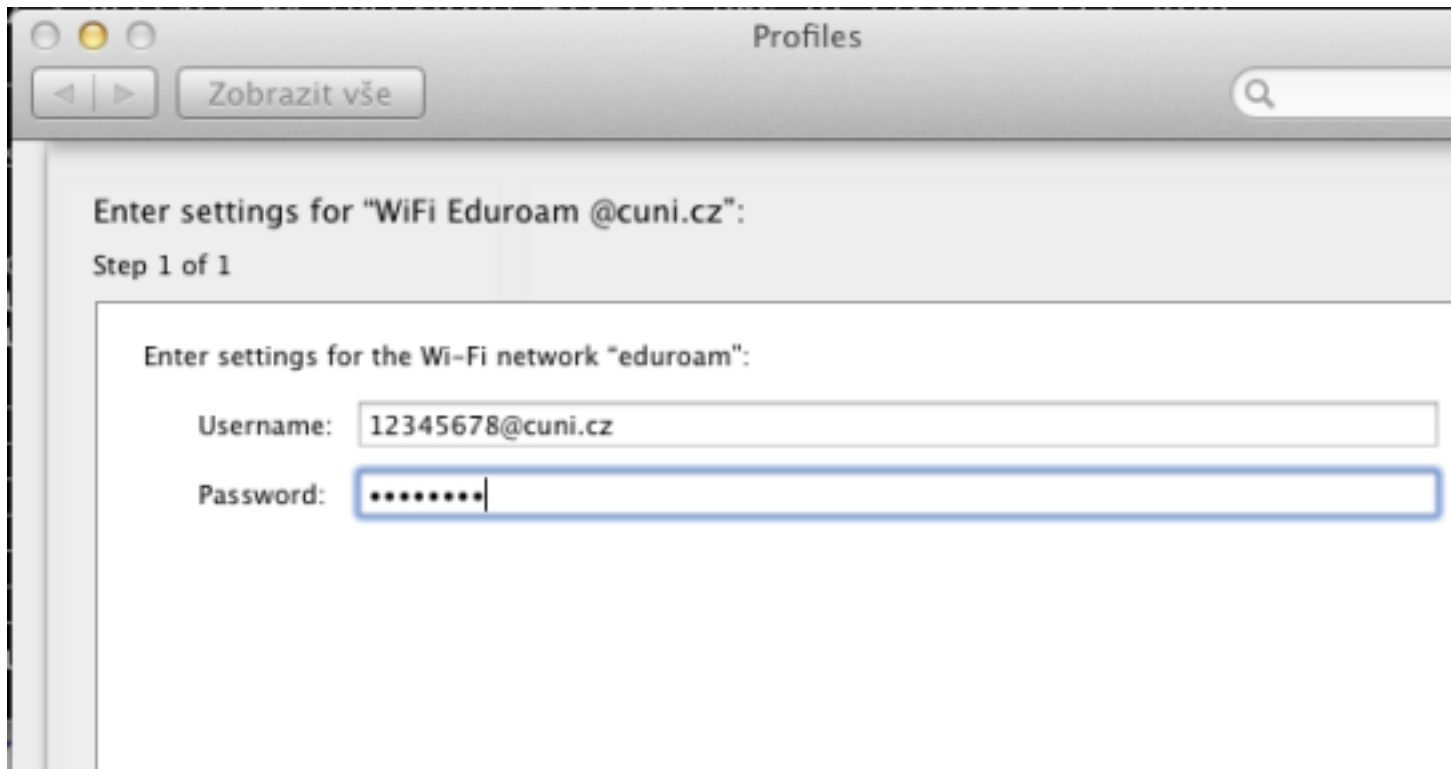 Profiles
Zobrazit vše
Enter settings for “WiFi Eduroam @cuni.cz”:
Step 1 of 1
Enter settings for the Wi-Fi network “eduroam”:
Username: 12345678@cuni.cz
Password: ••••••••